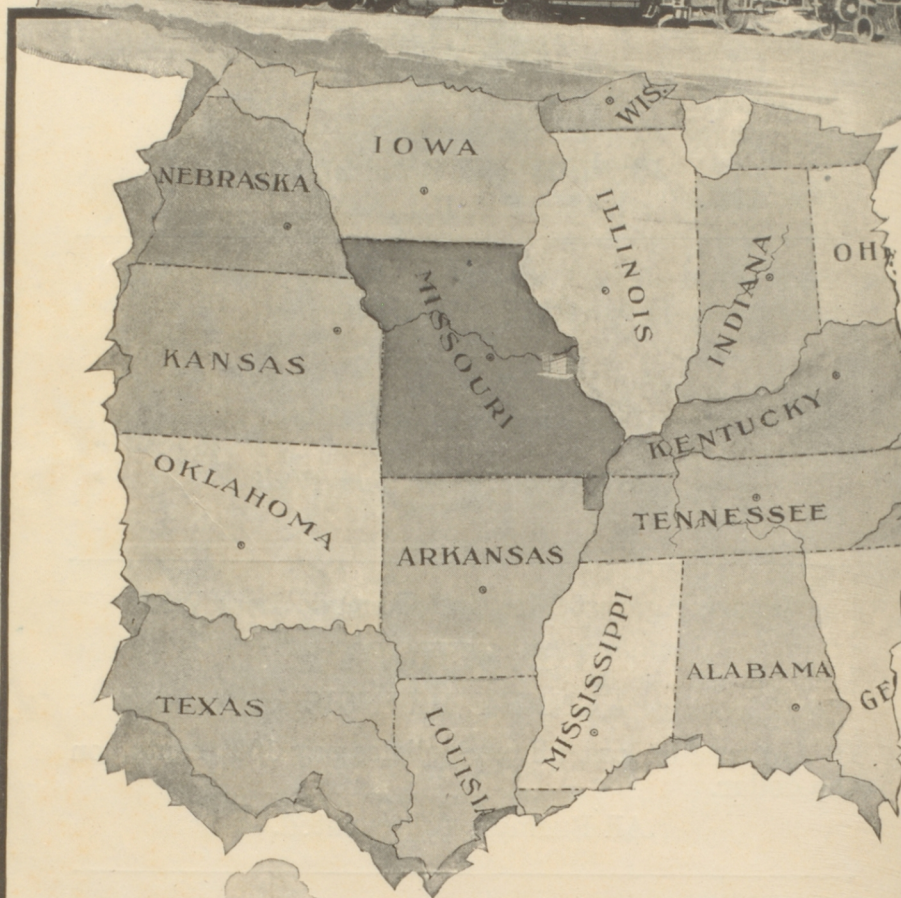 WIS.
IOWA
NEBRASKA
ILLINOIS
INDIANA
OH
MISSOURI
KANSAS
KENTUCKY
OKLAHOMA
TENNESSEE
ARKANSAS
MISSISSIPPI
ALABAMA
GE
TEXAS
LOUISI